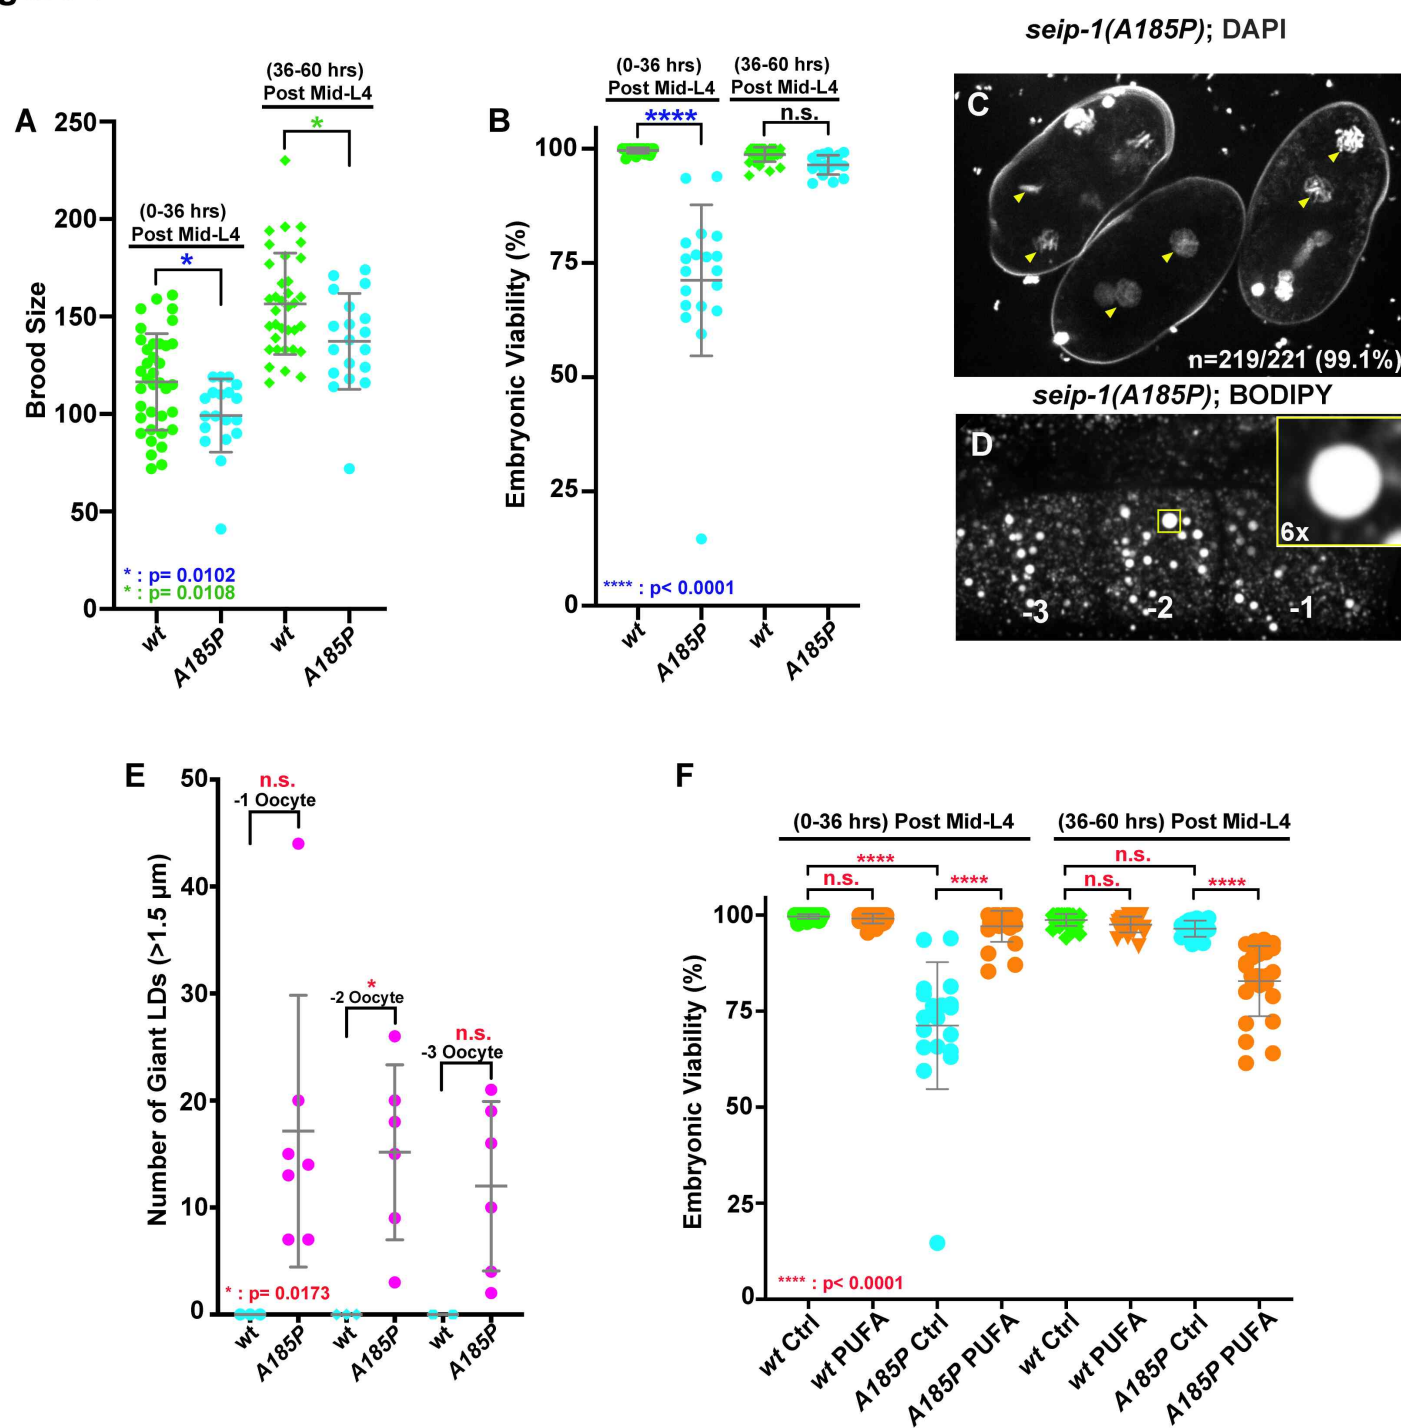 A
(0-36 hrs)
Post Mid-L4
*
(36-60 hrs)
Post Mid-L4
*
Brood Size
250
200
150
100
50
0
* : p= 0.0102
* : p= 0.0108
wt
A185P
wt
A185P
B
(0-36 hrs)
Post Mid-L4
(36-60 hrs)
Post Mid-L4
****
n.s.
Embryonic Viability (%)
100
75
50
25
0
**** : p< 0.0001
wt
A185P
wt
A185P
seip-1(A185P); DAPI
C
n=219/221 (99.1%)
seip-1(A185P); BODIPY
D
6x
-3
-2
-1
E
Number of Giant LDs (>1.5 µm)
50
40
30
20
10
0
n.s.
-1 Oocyte
*
-2 Oocyte
n.s.
-3 Oocyte
* : p= 0.0173
wt
A185P
wt
A185P
wt
A185P
F
(0-36 hrs) Post Mid-L4
(36-60 hrs) Post Mid-L4
****
n.s.
****
n.s.
n.s.
****
Embryonic Viability (%)
100
75
50
25
0
**** : p< 0.0001
wt Ctrl
wt PUFA
A185P Ctrl
A185P PUFA
wt Ctrl
wt PUFA
A185P Ctrl
A185P PUFA